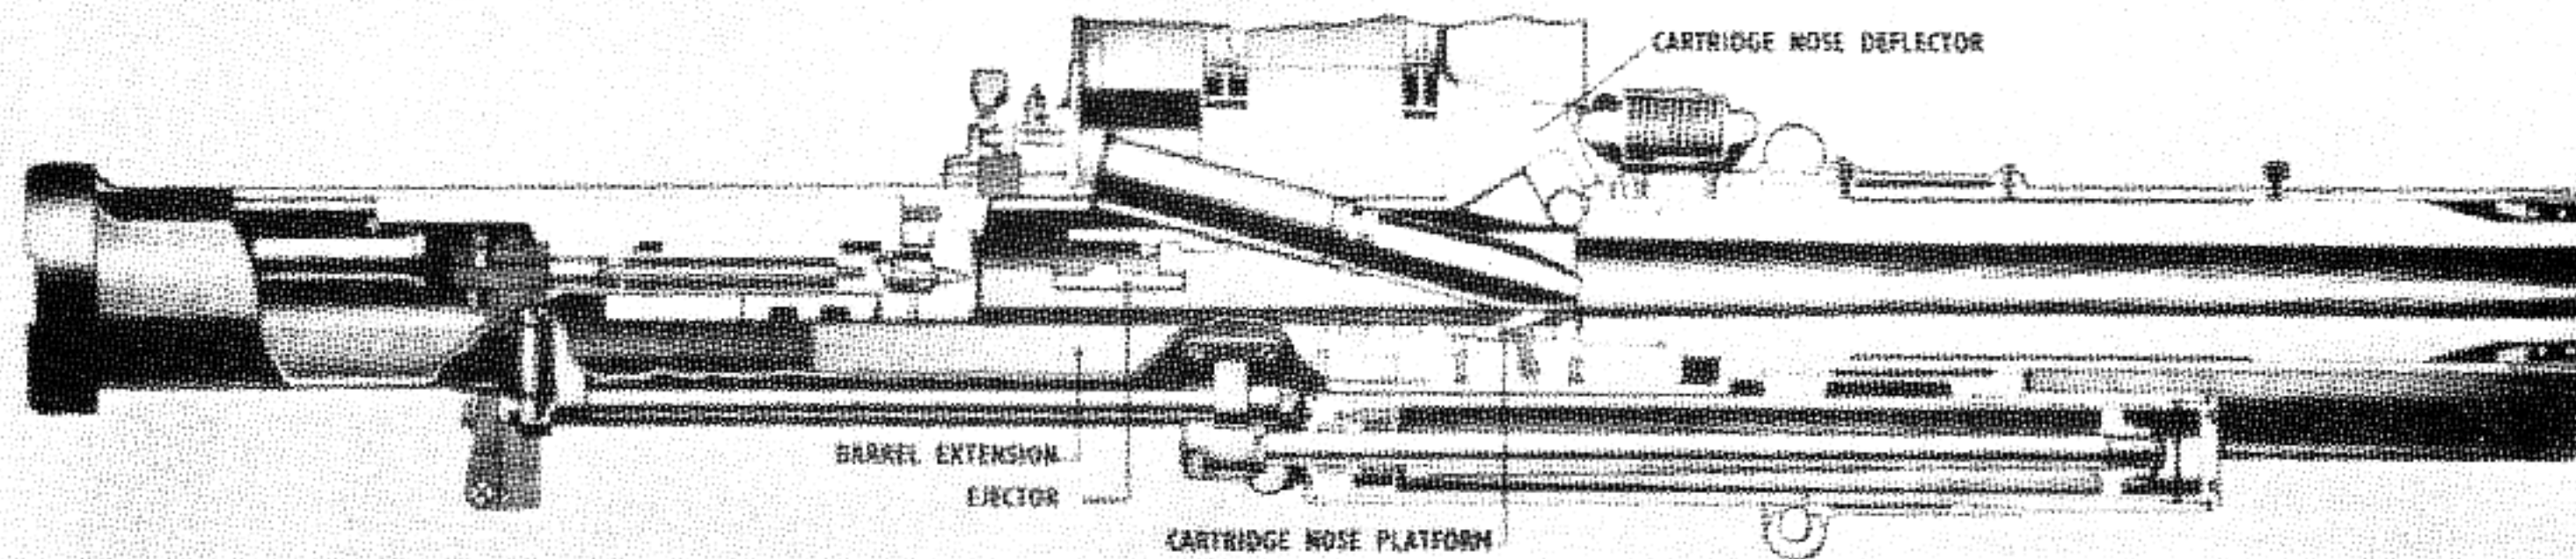 CARTRIDGE NOSE DEFLECTOR
BARREL EXTENSION
EJECTOR
CARTRIDGE NOSE PLATFORM